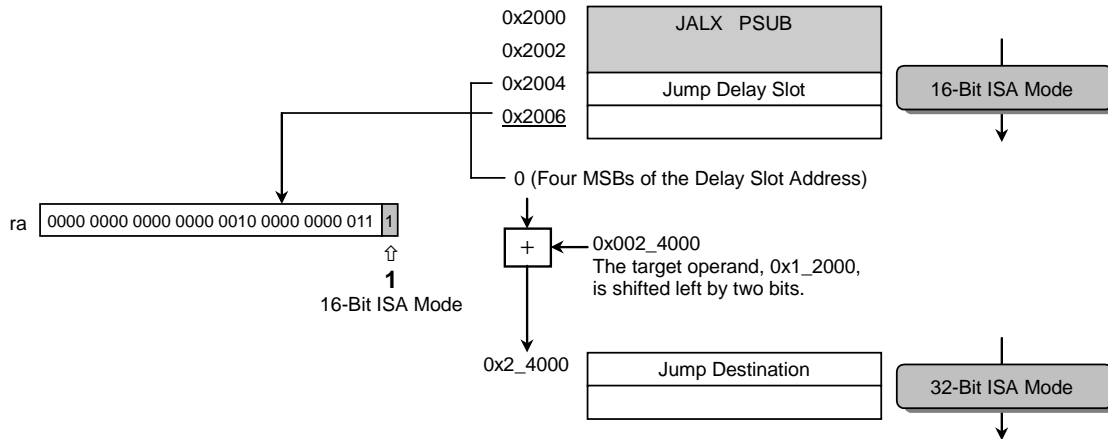 0x2000
JALX PSUB
0x2002
0x2004
Jump Delay Slot
16-Bit ISA Mode
0x2006
0 (Four MSBs of the Delay Slot Address)
ra
0000 0000 0000 0000 0010 0000 0000 011
1
+
0x002_4000
The target operand, 0x1_2000,
is shifted left by two bits.
⇧
1
16-Bit ISA Mode
0x2_4000
Jump Destination
32-Bit ISA Mode